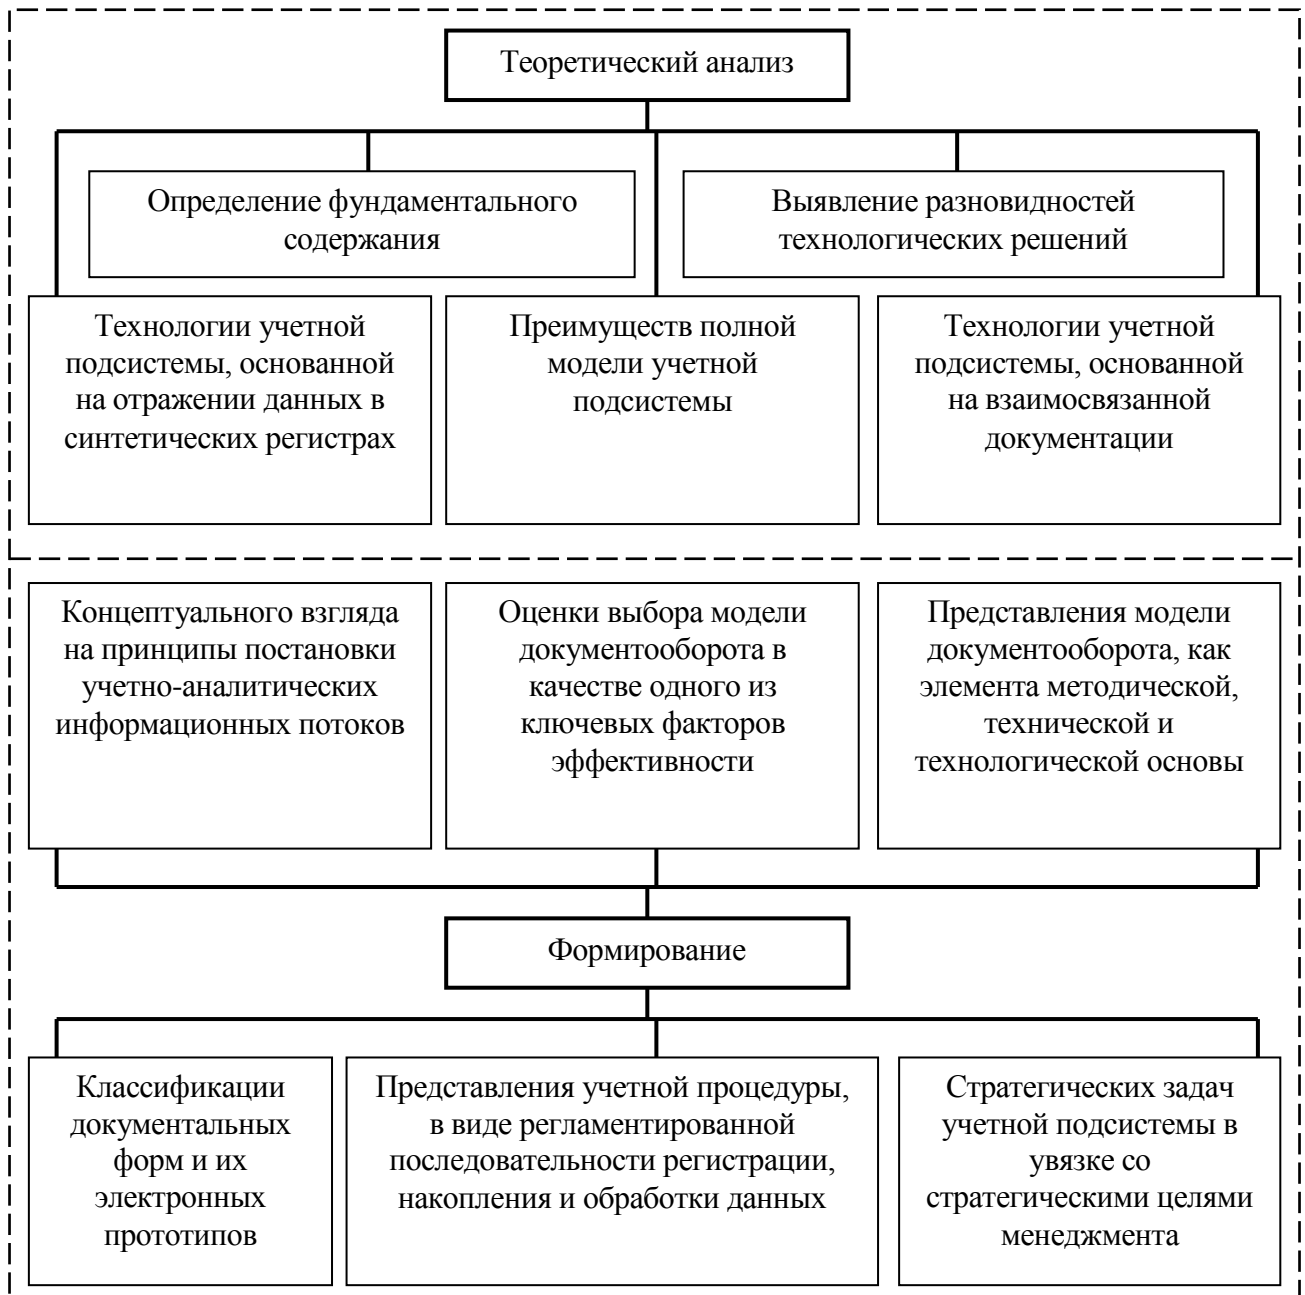 Теоретический анализ
Определение фундаментального
содержания
Выявление разновидностей
технологических решений
Технологии учетной
подсистемы, основанной
на отражении данных в
синтетических регистрах
Преимуществ полной
модели учетной
подсистемы
Технологии учетной
подсистемы, основанной
на взаимосвязанной
документации
Концептуального взгляда
на принципы постановки
учетно-аналитических
информационных потоков
Оценки выбора модели
документооборота в
качестве одного из
ключевых факторов
эффективности
Представления модели
документооборота, как
элемента методической,
технической и
технологической основы
Формирование
Классификации
документальных
форм и их
электронных
прототипов
Представления учетной процедуры,
в виде регламентированной
последовательности регистрации,
накопления и обработки данных
Стратегических задач
учетной подсистемы в
увязке со
стратегическими целями
менеджмента